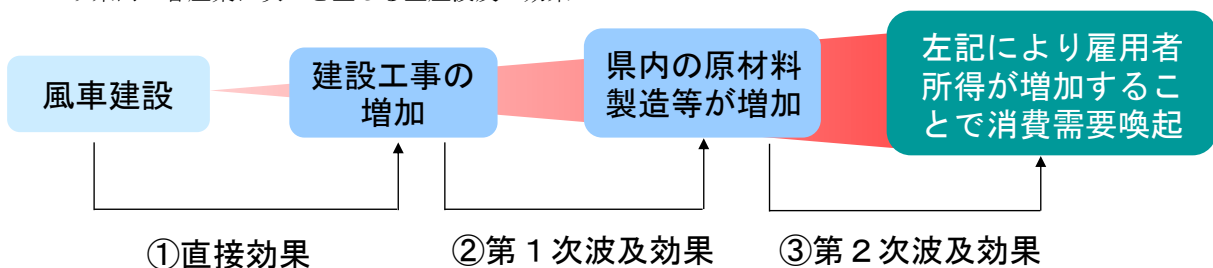 風車建設
建設工事の
増加
県内の原材料
製造等が増加
左記により雇用者
所得が増加するこ
とで消費需要喚起
①直接効果
②第１次波及効果
③第２次波及効果